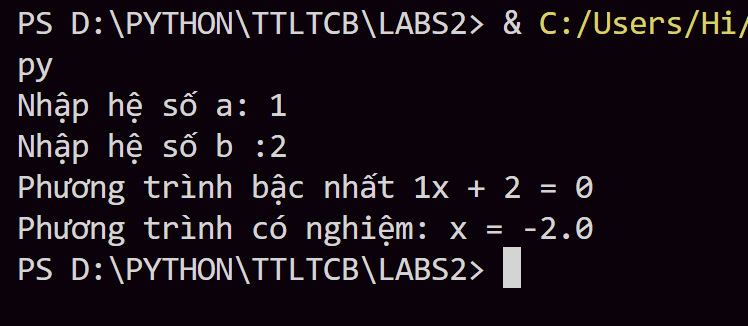 PS D:\PYTHON\TTLTCB\LABS2> & C:/Users/Hi/
py
Nhập hệ số a: 1
Nhập hệ số b :2
Phương trình bậc nhất 1x + 2 = 0
Phương trình có nghiệm: x = -2.0
PS D:\PYTHON\TTLTCB\LABS2>